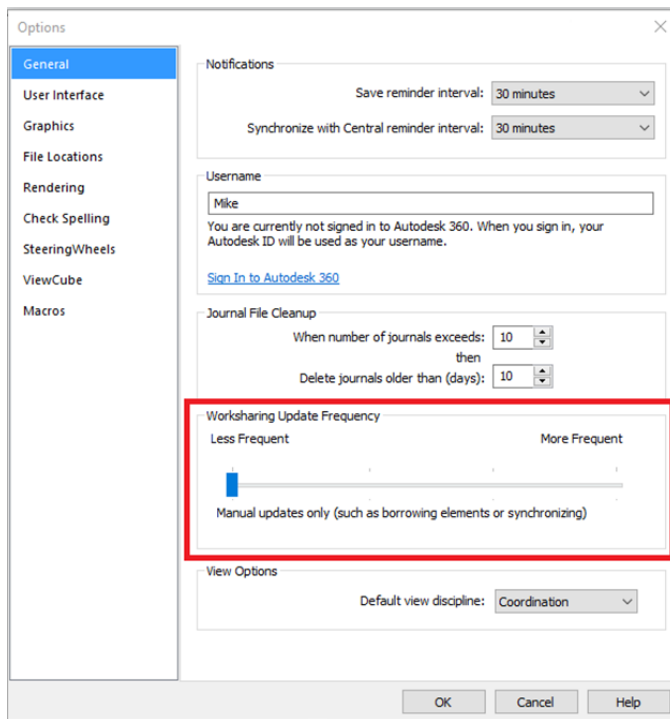 Options
General
User Interface
Graphics
File Locations
Rendering
Check Spelling
SteeringWheels
ViewCube
Macros
Notifications
Save reminder interval: 30 minutes
Synchronize with Central reminder interval: 30 minutes
Username
Mike
You are currently not signed in to Autodesk 360. When you sign in, your
Autodesk ID will be used as your username.
Sign In to Autodesk 360
Journal File Cleanup
When number of journals exceeds: 10
then
Delete journals older than (days): 10
Worksharing Update Frequency
Less Frequent More Frequent
Manual updates only (such as borrowing elements or synchronizing)
View Options
Default view discipline: Coordination
OK Cancel Help